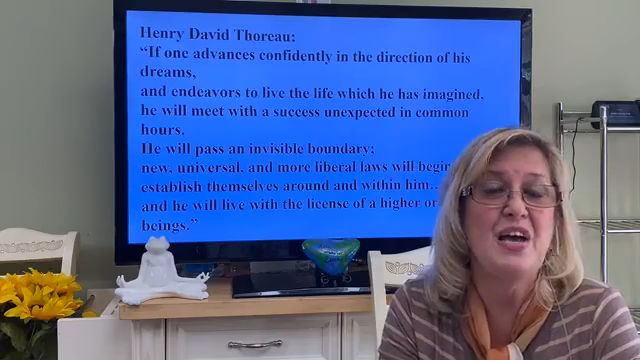 Henry David Thoreau:
“If one advances confidently in the direction of his
dreams,
and endeavors to live the life which he has imagined,
he will meet with a success unexpected in common
hours.
He will pass an invisible boundary;
new, universal, and more liberal laws will begin
establish themselves around and within him…
and he will live with the license of a higher
beings.”